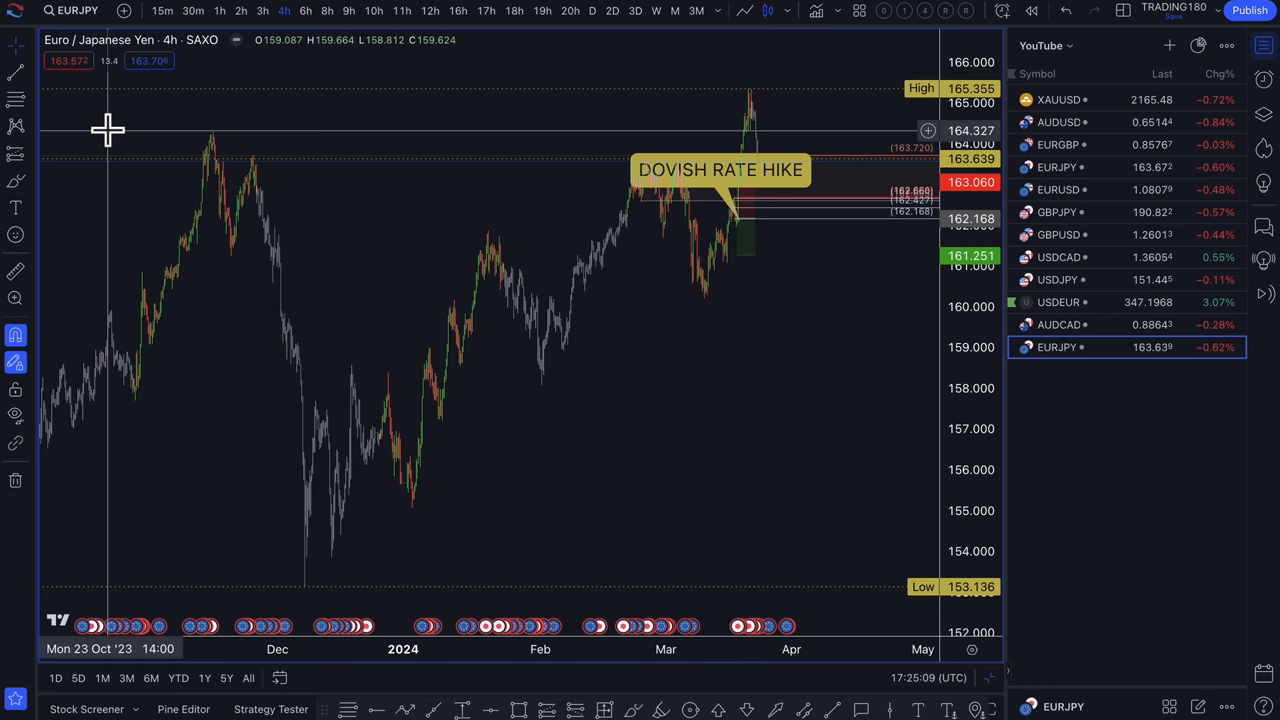 EURJPY 15m 30m 1h 2h 3h 4h 6h 8h 10h 11h 12h 16h 17h 18h 19h 20h D 2D 3D W M 3M TRADING180 Save Publish
Euro / Japanese Yen · 4h · SAXO O159.087 H159.664 L158.812 C159.624
163.572 13.4 163.706
YouTube
Symbol Last Chg%
XAUUSD 2165.48 −0.72%
AUDUSD 0.65144 −0.84%
EURGBP 0.85767 −0.03%
EURJPY 163.672 −0.60%
EURUSD 1.08079 −0.48%
GBPJPY 190.822 −0.57%
GBPUSD 1.26013 −0.44%
USDCAD 1.36054 0.55%
USDJPY 151.445 −0.11%
USDEUR 347.1968 3.07%
AUDCAD 0.88643 −0.28%
EURJPY 163.639 −0.62%
166.000
High 165.355
165.000
164.327
164.000
(163.720)
163.639
DOVISH RATE HIKE
163.060
(162.427)
(162.168) 162.168
161.251
161.000
160.000
159.000
158.000
157.000
156.000
155.000
154.000
Low 153.136
152.000
Mon 23 Oct '23 14:00 Dec 2024 Feb Mar Apr May
1D 5D 1M 3M 6M YTD 1Y 5Y All 17:25:09 (UTC)
Stock Screener Pine Editor Strategy Tester
EURJPY